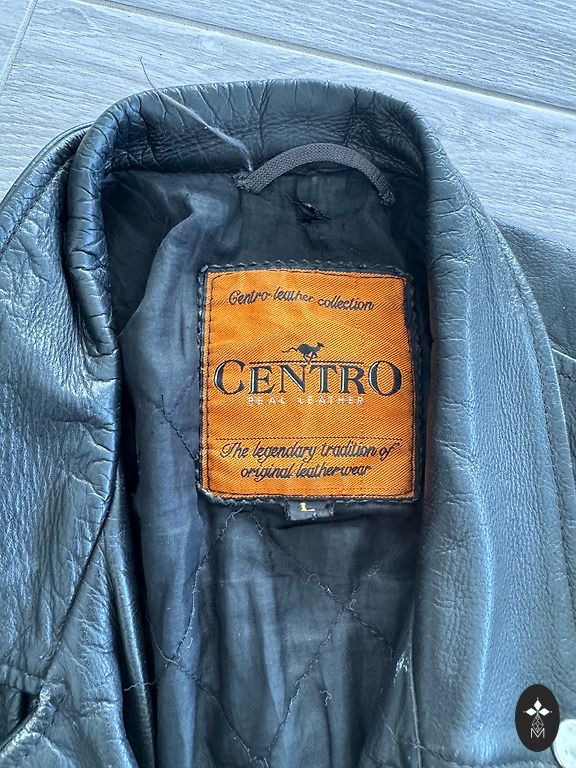 Centro-leather collection
CENTRO
REAL LEATHER
The legendary tradition of
original leatherwear
L
M